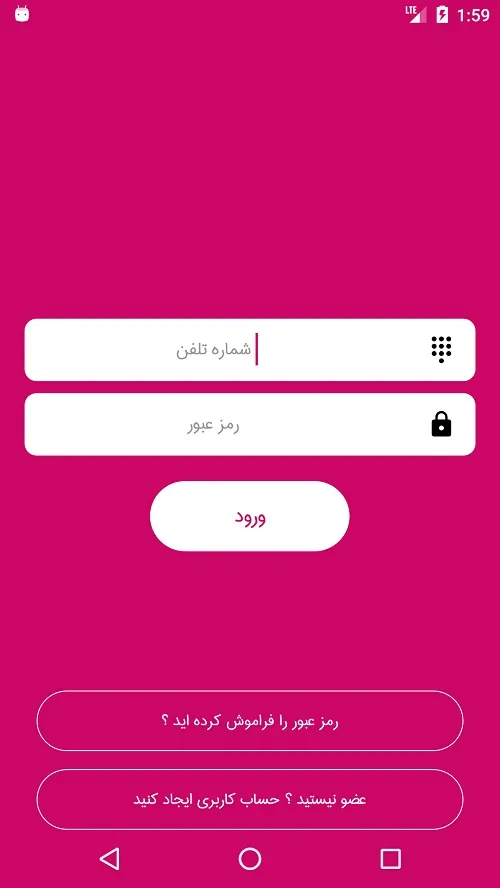 LTE 1:59
شماره تلفن
رمز عبور
ورود
رمز عبور را فراموش کرده اید ؟
عضو نیستید ؟ حساب کاربری ایجاد کنید